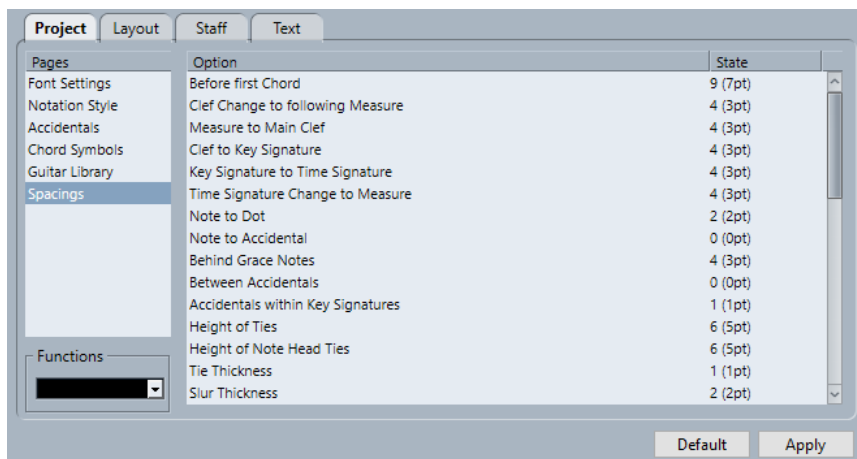 Project Layout Staff Text
Pages
Font Settings
Notation Style
Accidentals
Chord Symbols
Guitar Library
Spacings
Functions
Option State
Before first Chord 9 (7pt)
Clef Change to following Measure 4 (3pt)
Measure to Main Clef 4 (3pt)
Clef to Key Signature 4 (3pt)
Key Signature to Time Signature 4 (3pt)
Time Signature Change to Measure 4 (3pt)
Note to Dot 2 (2pt)
Note to Accidental 0 (0pt)
Behind Grace Notes 4 (3pt)
Between Accidentals 0 (0pt)
Accidentals within Key Signatures 1 (1pt)
Height of Ties 6 (5pt)
Height of Note Head Ties 6 (5pt)
Tie Thickness 1 (1pt)
Slur Thickness 2 (2pt)
Default Apply